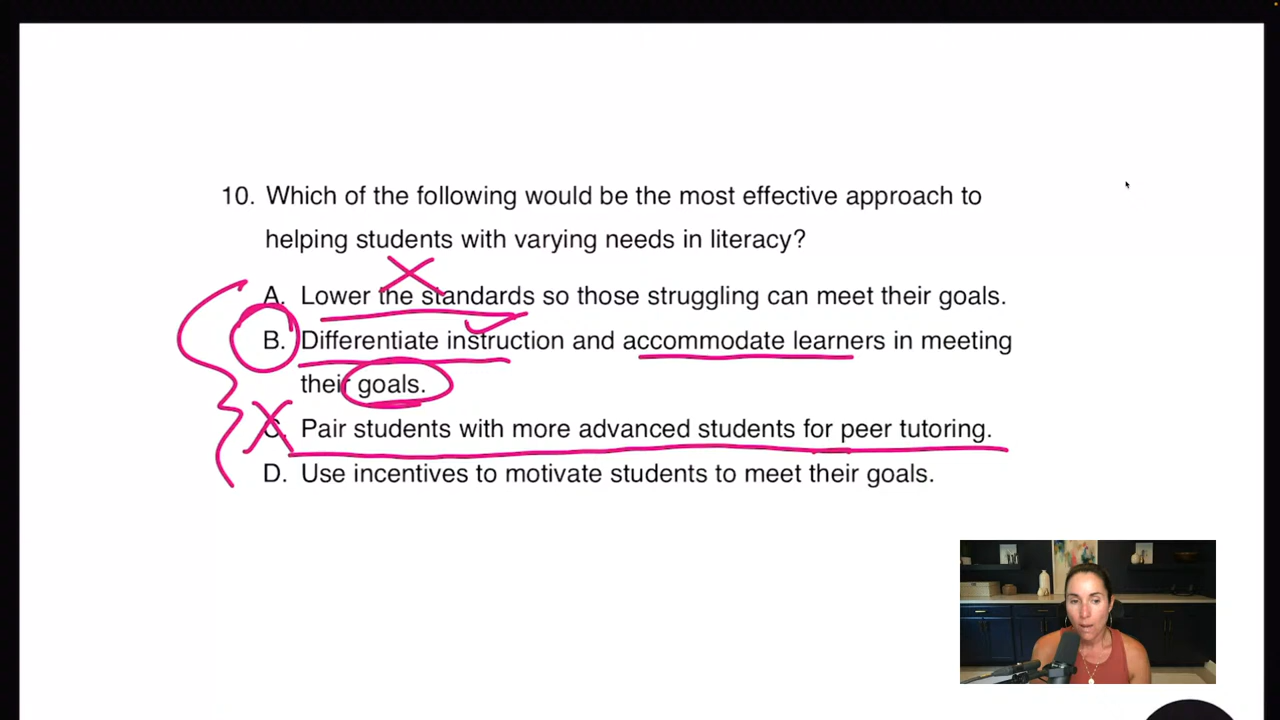 10. Which of the following would be the most effective approach to
helping students with varying needs in literacy?
A. Lower the standards so those struggling can meet their goals.
B. Differentiate instruction and accommodate learners in meeting
their goals.
C. Pair students with more advanced students for peer tutoring.
D. Use incentives to motivate students to meet their goals.